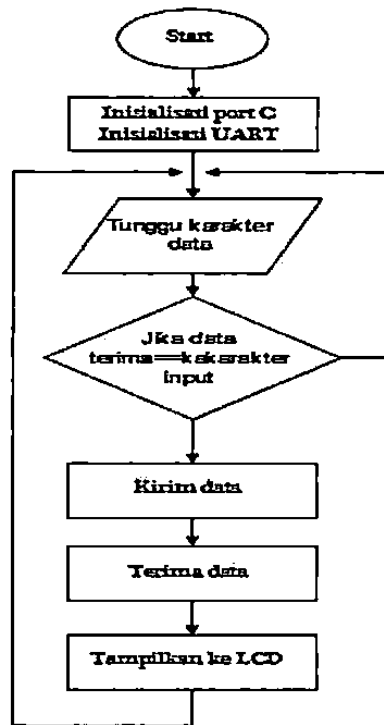 Start
Inisialisasi port C
Inisialisasi UART
Tunggu karakter
data
Jika data
terima==kakarakter
input
Kirim data
Terima data
Tampilkan ke LCD